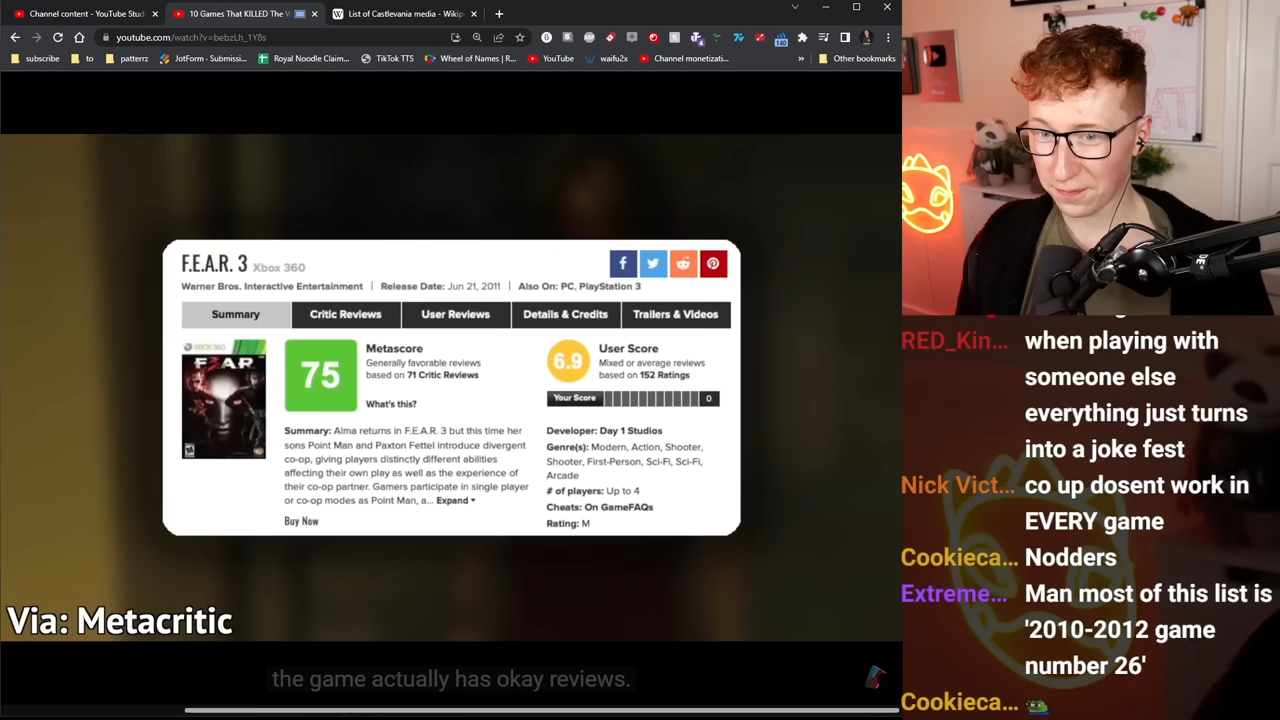 Channel content - YouTube Stud
10 Games That KILLED The V
List of Castlevania media - Wikip
youtube.com/watch?v=bebzLh_1Y8s
subscribe
to
patterrz
JotForm - Submissi...
Royal Noodle Claim...
TikTok TTS
Wheel of Names | R...
YouTube
waifu2x
Channel monetizati...
»
Other bookmarks
F.E.A.R. 3 Xbox 360
Warner Bros. Interactive Entertainment | Release Date: Jun 21, 2011 | Also On: PC, PlayStation 3
Summary
Critic Reviews
User Reviews
Details & Credits
Trailers & Videos
75
Metascore
Generally favorable reviews
based on 71 Critic Reviews
What's this?
6.9
User Score
Mixed or average reviews
based on 152 Ratings
Your Score 0
Summary: Alma returns in F.E.A.R. 3 but this time her
sons Point Man and Paxton Fettel introduce divergent
co-op, giving players distinctly different abilities
affecting their own play as well as the experience of
their co-op partner. Gamers participate in single player
or co-op modes as Point Man, a... Expand
Buy Now
Developer: Day 1 Studios
Genre(s): Modern, Action, Shooter,
Shooter, First-Person, Sci-Fi, Sci-Fi,
Arcade
# of players: Up to 4
Cheats: On GameFAQs
Rating: M
Via: Metacritic
the game actually has okay reviews.
RED_Kin... when playing with
someone else
everything just turns
into a joke fest
Nick Vict... co up dosent work in
EVERY game
Cookieca... Nodders
Extreme... Man most of this list is
'2010-2012 game
number 26'
Cookieca...